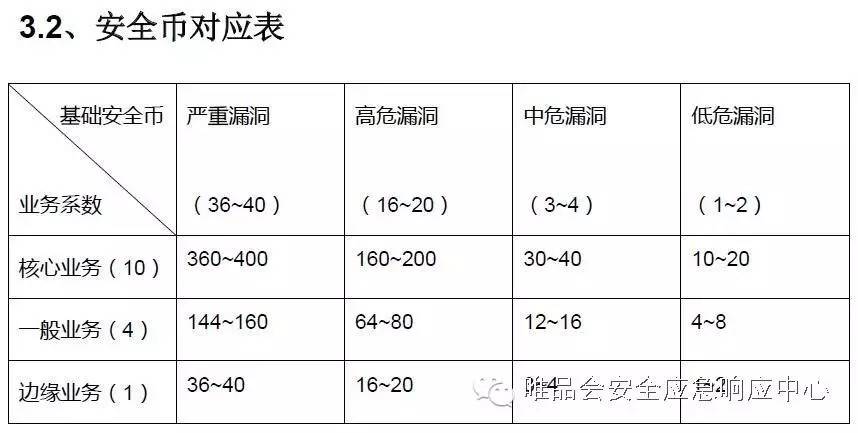 3.2、安全币对应表
基础安全币 严重漏洞 高危漏洞 中危漏洞 低危漏洞
业务系数 （36~40） （16~20） （3~4） （1~2）
核心业务（10） 360~400 160~200 30~40 10~20
一般业务（4） 144~160 64~80 12~16 4~8
边缘业务（1） 36~40 16~20 3~4 1~2
唯品会安全应急响应中心